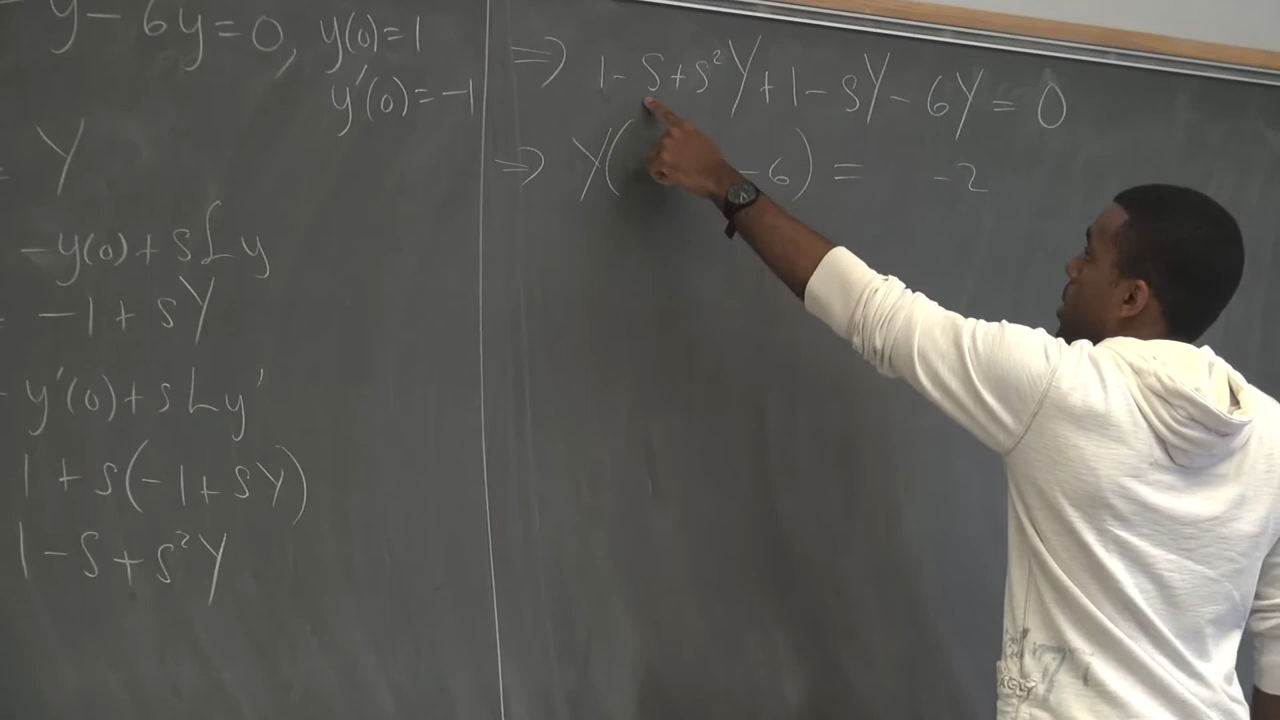 y - 6y = 0, y(0) = 1
y'(0) = -1
= Y
- y(0) + sLy
= -1 + sY
- y'(0) + sLy'
1 + s(-1 + sY)
1 - s + s²Y
⇒ 1 - s + s²Y + 1 - sY - 6Y = 0
⇒ Y( -6) = -2